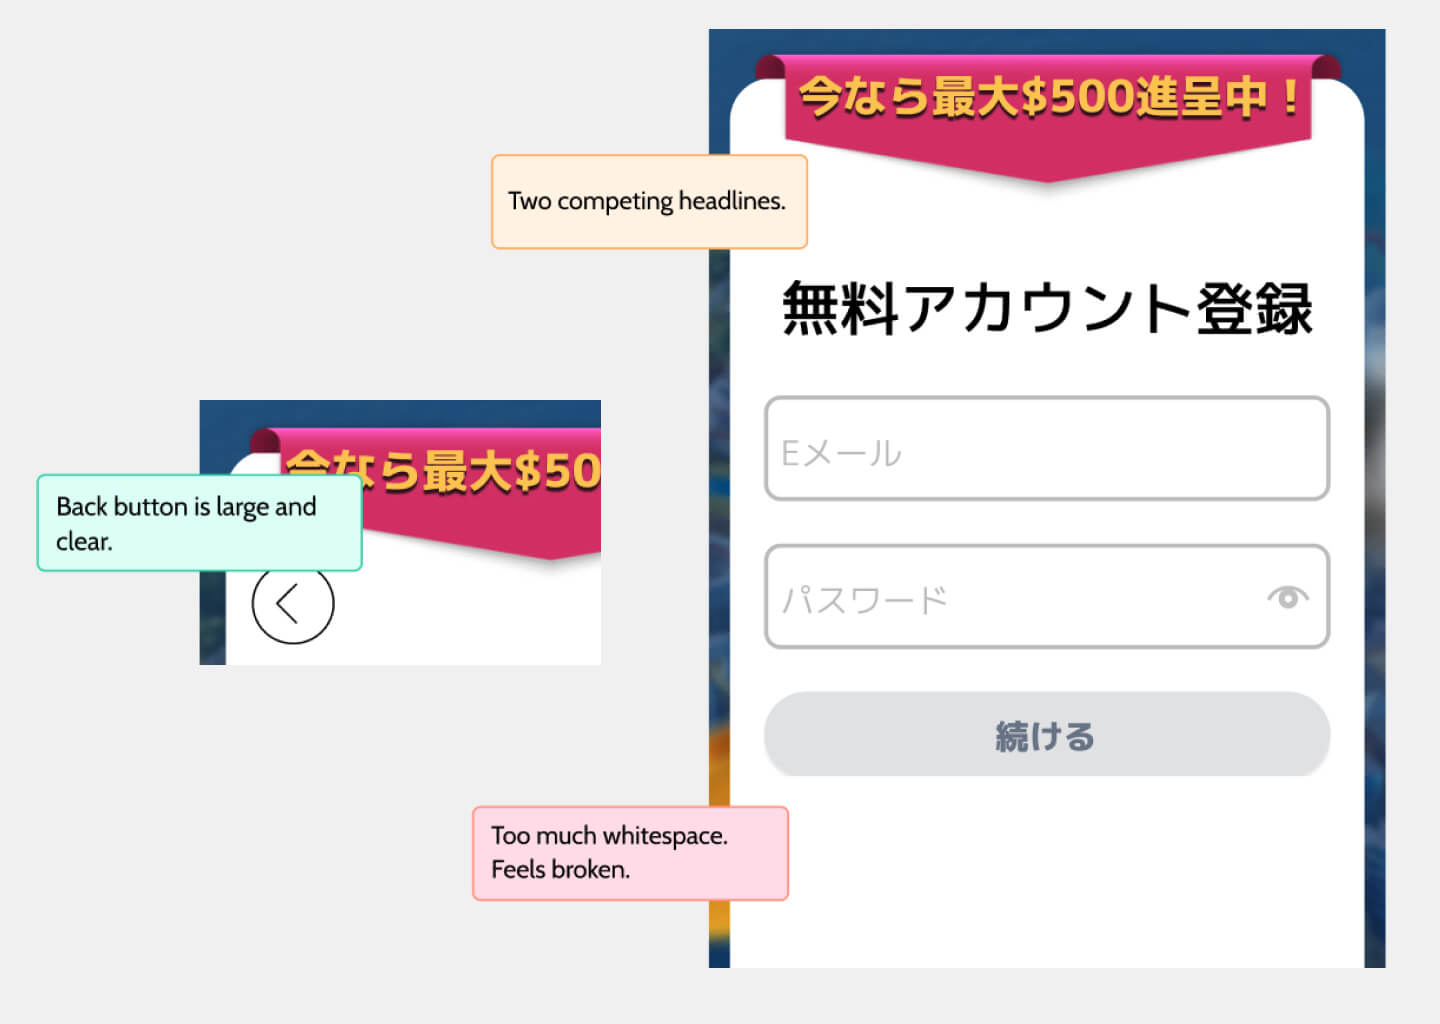 今なら最大$500進呈中！
Two competing headlines.
無料アカウント登録
Eメール
今なら最大$50
Back button is large and
clear.
パスワード
続ける
Too much whitespace.
Feels broken.